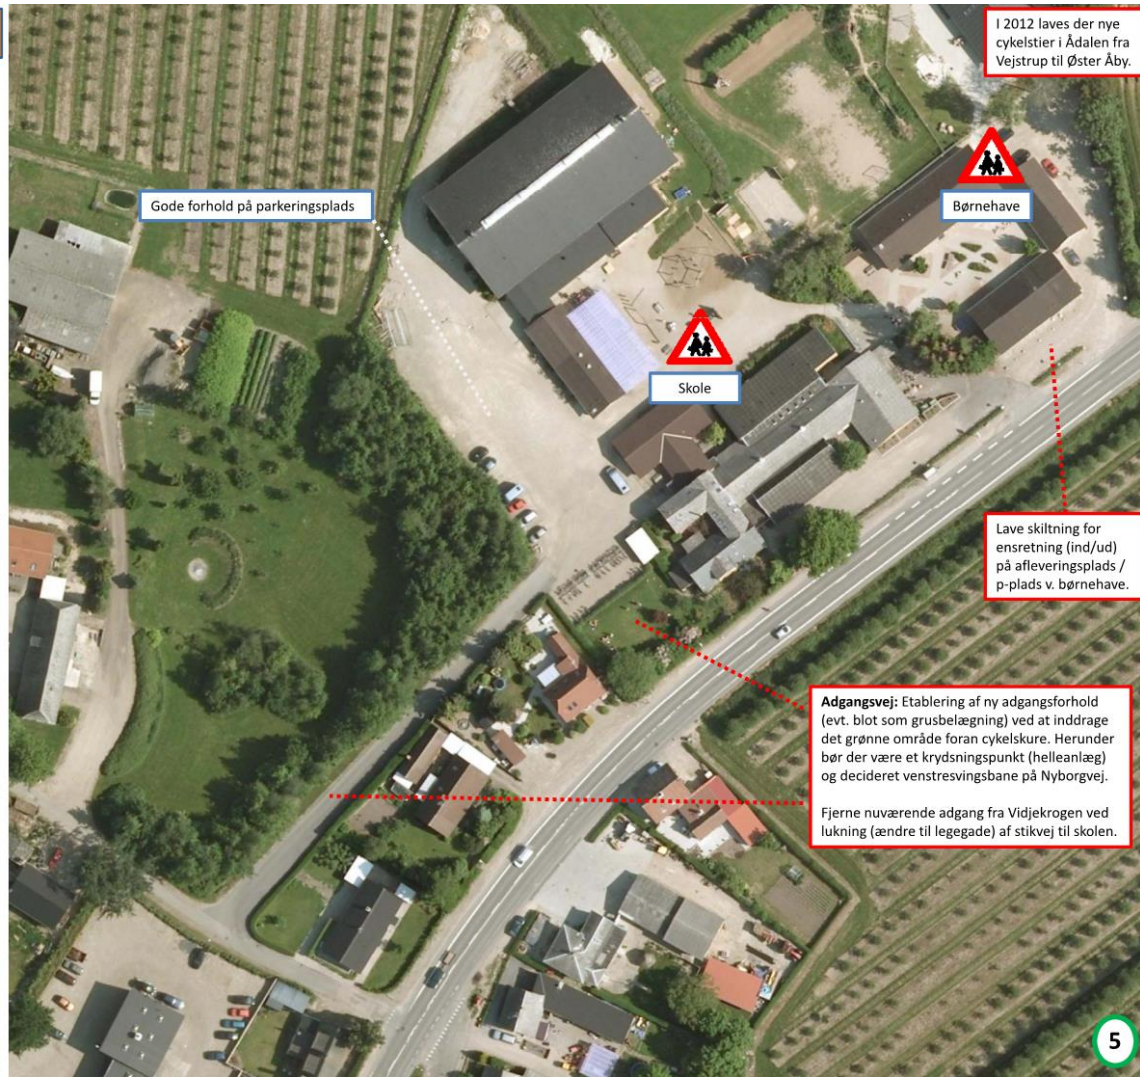 I 2012 laves der nye
cykelstier i Ådalen fra
Vejstrup til Øster Åby.
Gode forhold på parkeringsplads
Børnehave
Skole
Lave skiltning for
ensretning (ind/ud)
på afleveringsplads /
p-plads v. børnehave.
Adgangsvej: Etablering af ny adgangsforhold
(evt. blot som grusbelægning) ved at inddrage
det grønne område foran cykelskure. Herunder
bør der være et krydsningspunkt (helleanlæg)
og decideret venstresvingsbane på Nyborgvej.
Fjerne nuværende adgang fra Vidjekrogen ved
lukning (ændre til legegade) af stikvej til skolen.
5